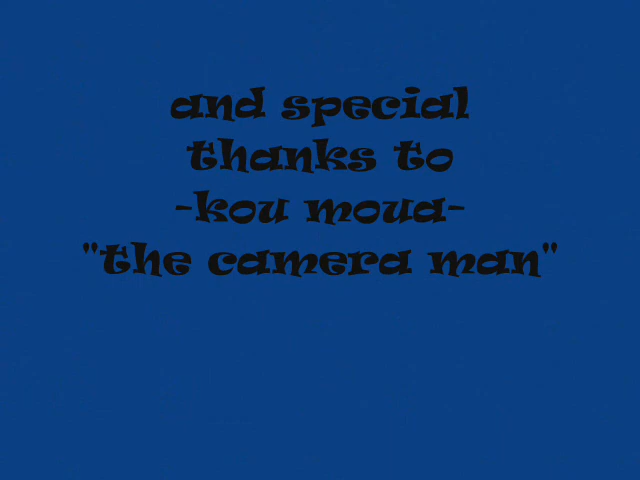 and special
thanks to
-kou moua-
"the camera man"